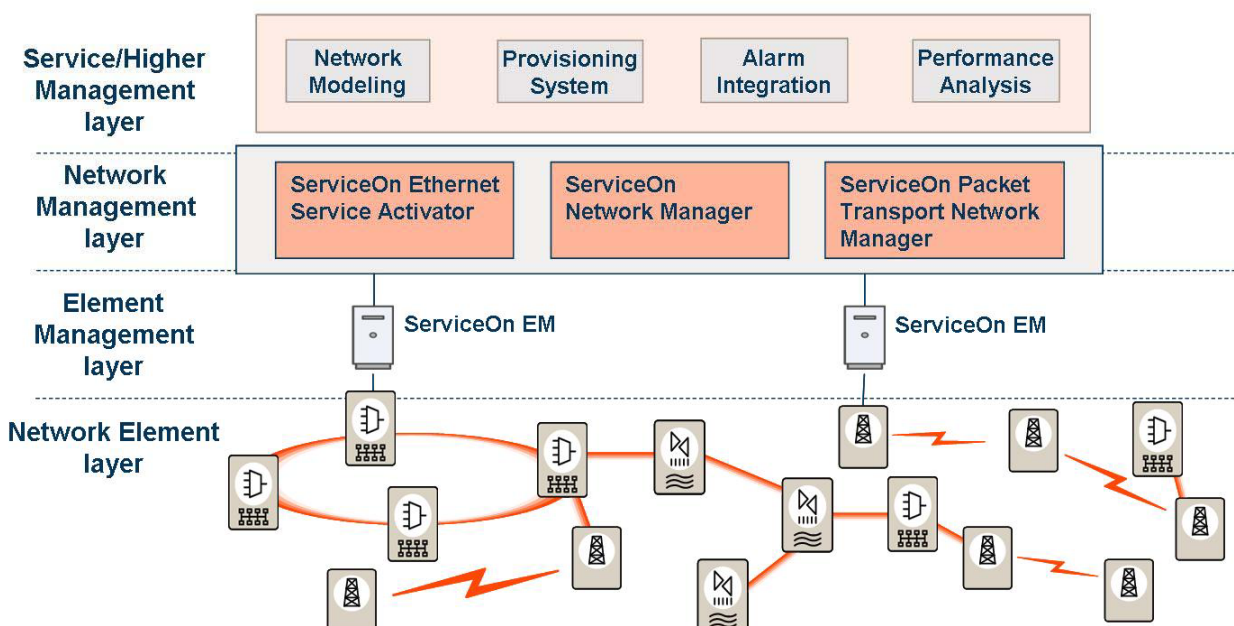 Service/Higher
Management
layer
Network
Modeling
Provisioning
System
Alarm
Integration
Performance
Analysis
Network
Management
layer
ServiceOn Ethernet
Service Activator
ServiceOn
Network Manager
ServiceOn Packet
Transport Network
Manager
Element
Management
layer
ServiceOn EM
ServiceOn EM
Network Element
layer